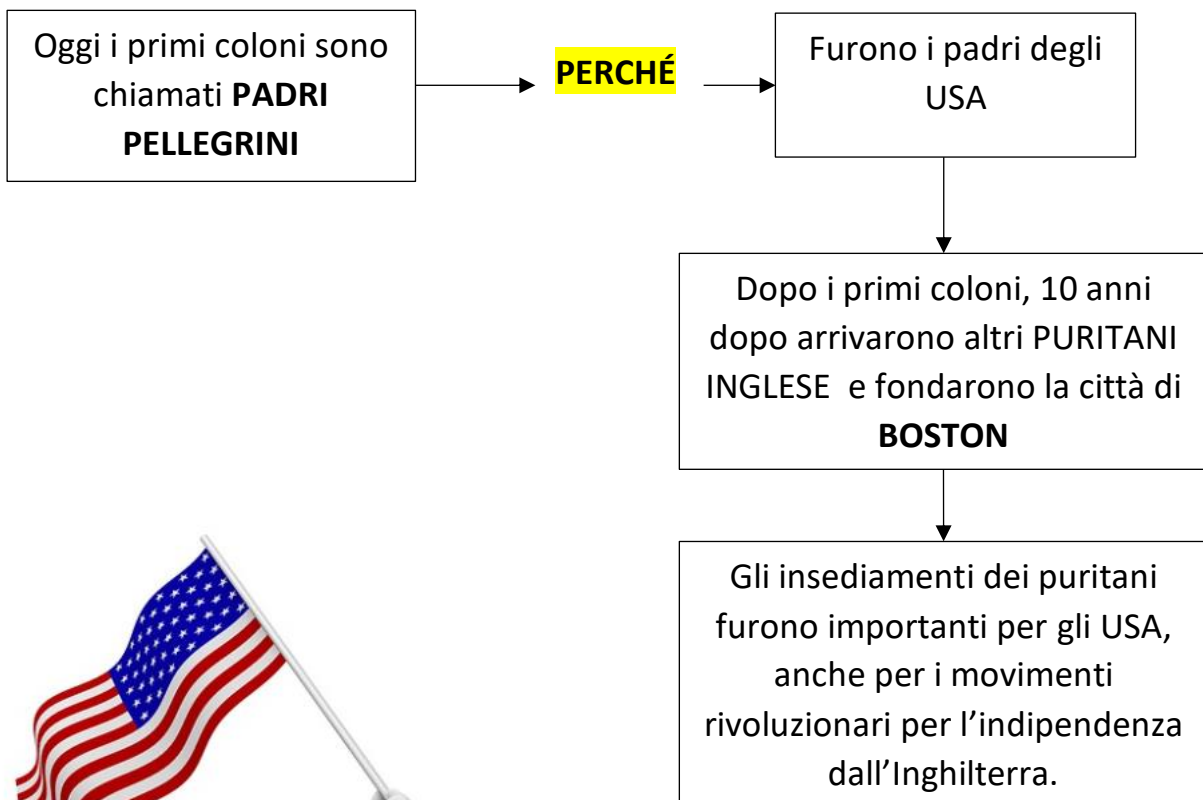 Oggi i primi coloni sono
chiamati PADRI
PELLEGRINI
PERCHÉ
Furono i padri degli
USA
Dopo i primi coloni, 10 anni
dopo arrivarono altri PURITANI
INGLESE  e fondarono la città di
BOSTON
Gli insediamenti dei puritani
furono importanti per gli USA,
anche per i movimenti
rivoluzionari per l’indipendenza
dall’Inghilterra.